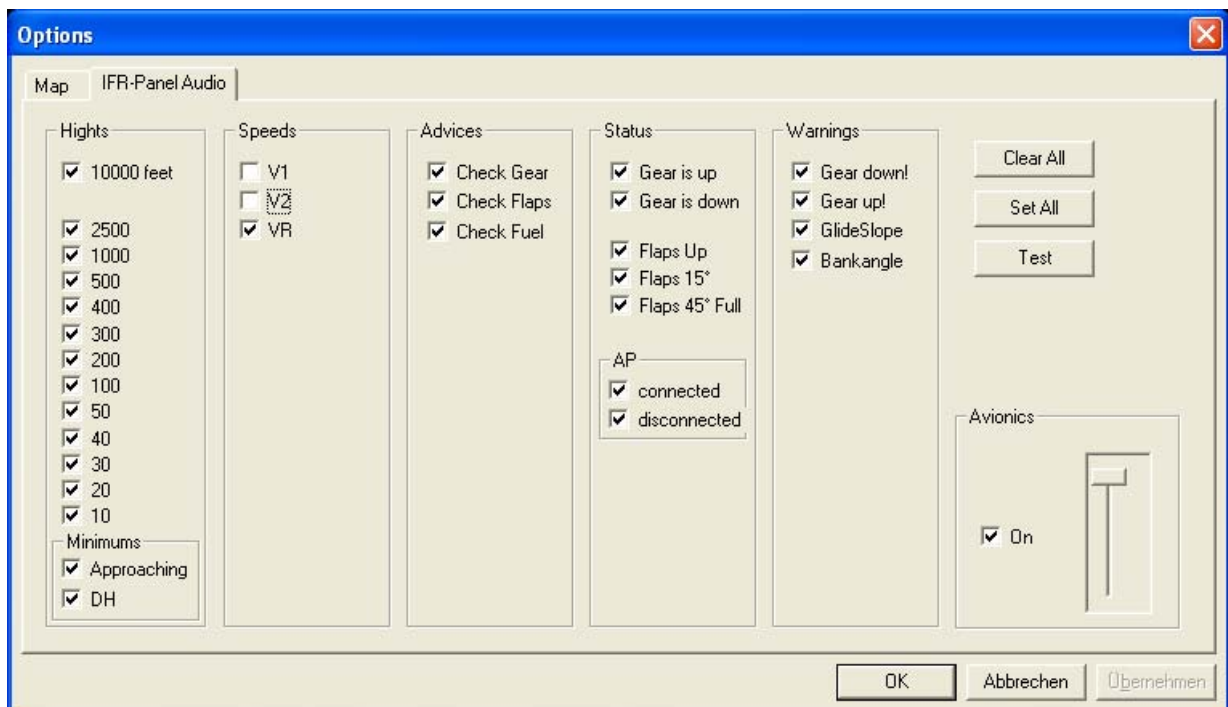 Options
Map
IFR-Panel Audio
Hights
10000 feet
2500
1000
500
400
300
200
100
50
40
30
20
10
Minimums
Approaching
DH
Speeds
V1
V2
VR
Advices
Check Gear
Check Flaps
Check Fuel
Status
Gear is up
Gear is down
Flaps Up
Flaps 15°
Flaps 45° Full
AP
connected
disconnected
Warnings
Gear down!
Gear up!
GlideSlope
Bankangle
Clear All
Set All
Test
Avionics
On
OK
Abbrechen
Übernehmen